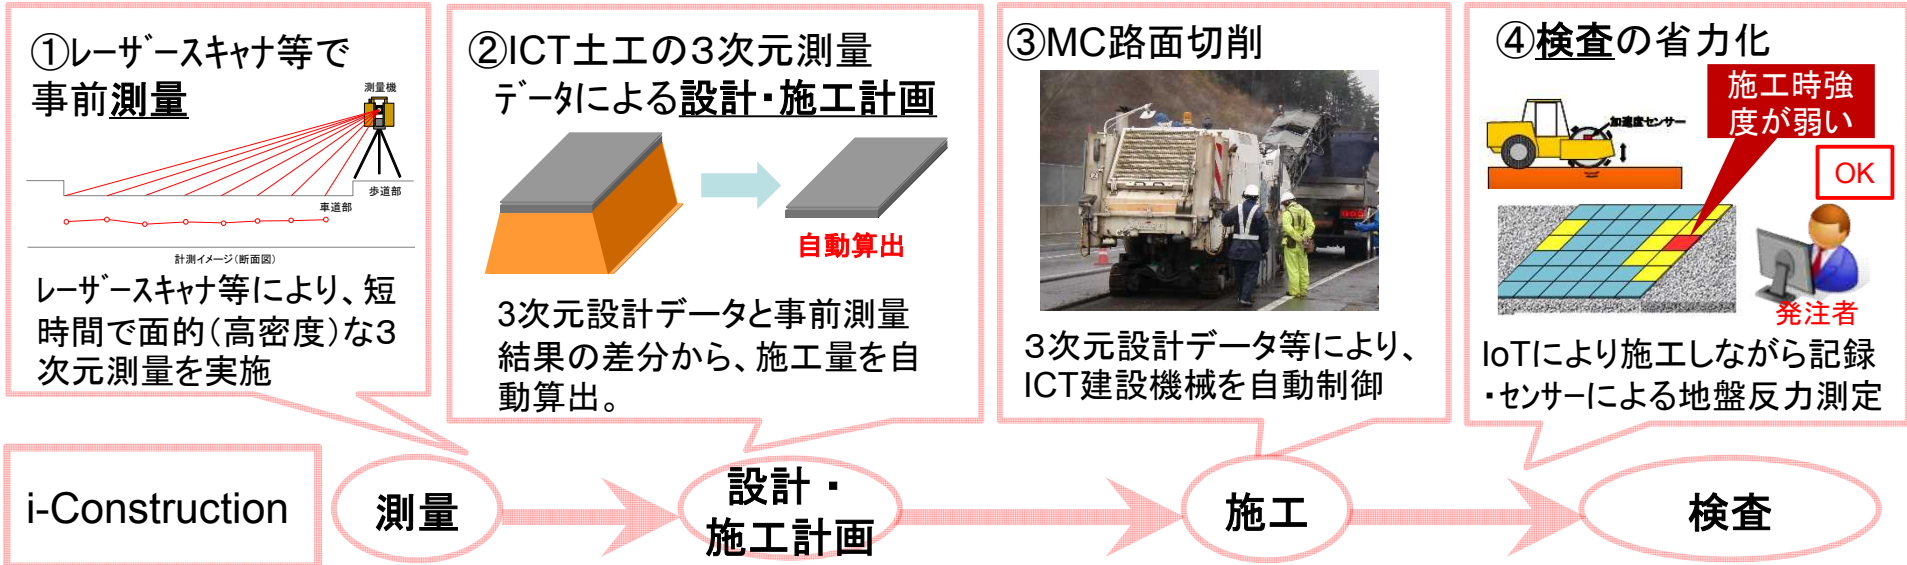 ①レーザースキャナ等で
事前測量
測量機
歩道部
車道部
計測イメージ(断面図)
レーザースキャナ等により、短
時間で面的(高密度)な3
次元測量を実施
②ICT土工の3次元測量
データによる設計・施工計画
自動算出
3次元設計データと事前測量
結果の差分から、施工量を自
動算出。
③MC路面切削
3次元設計データ等により、
ICT建設機械を自動制御
④検査の省力化
施工時強
度が弱い
加速度センサー
OK
発注者
IoTにより施工しながら記録
・センサーによる地盤反力測定
i-Construction
測量
設計・
施工計画
施工
検査